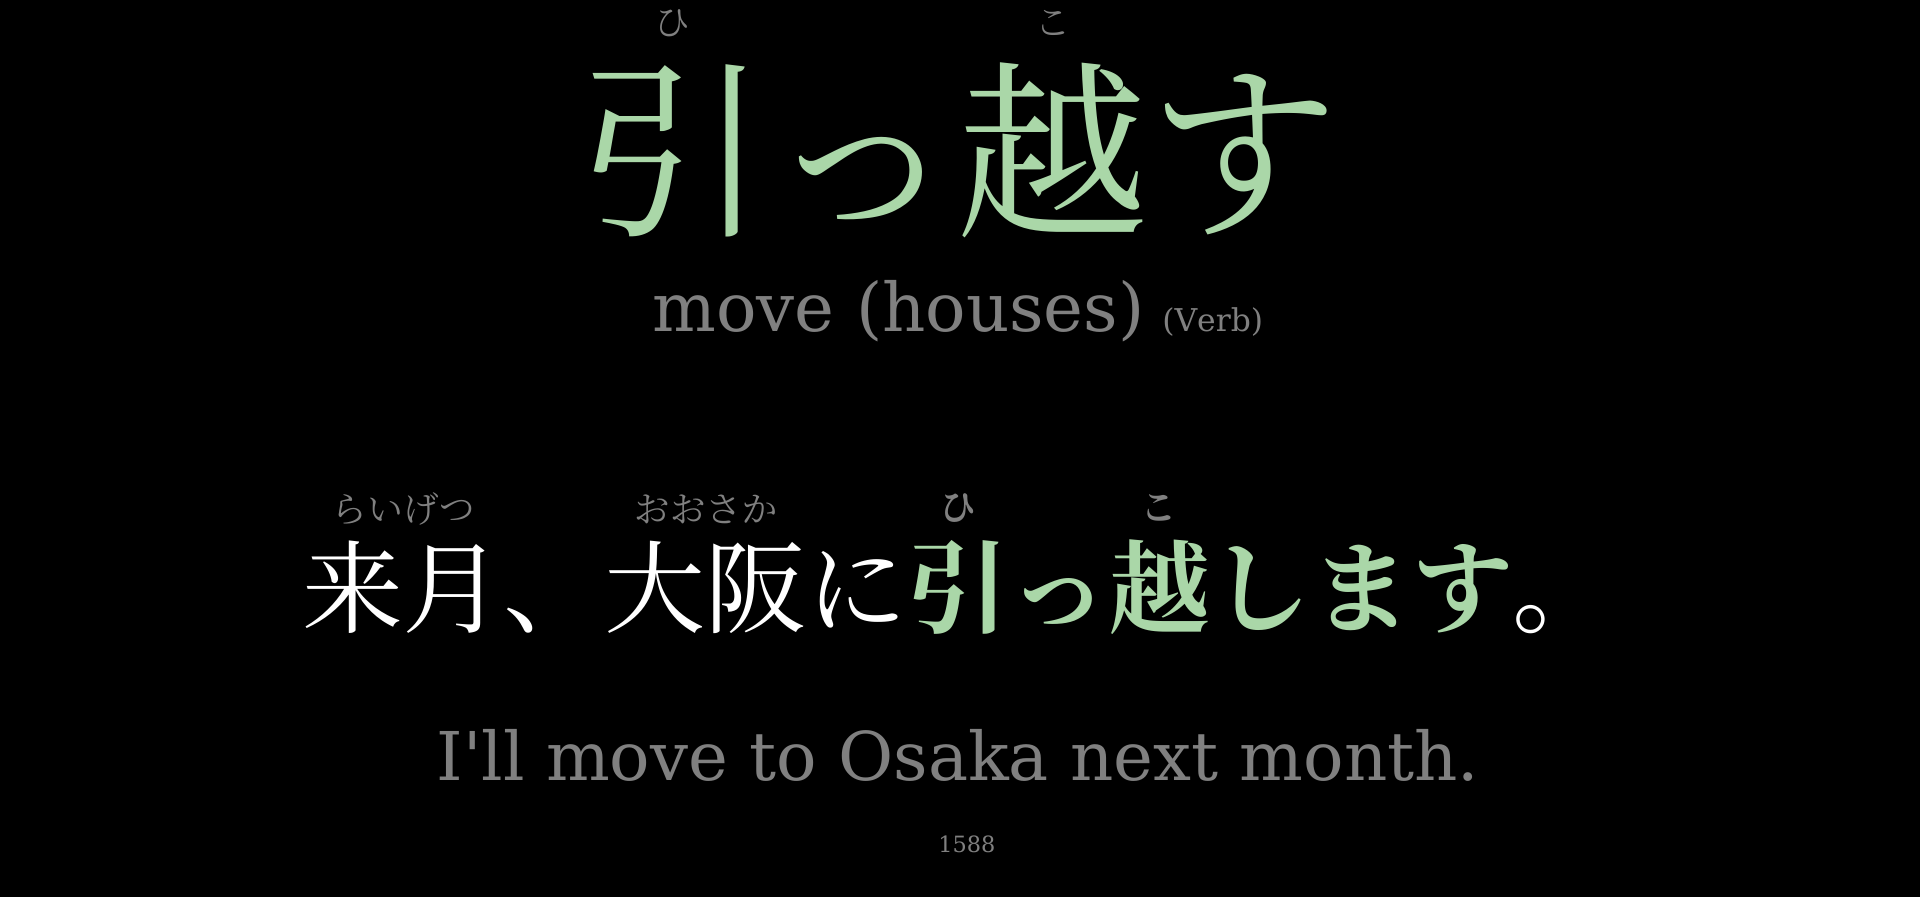 ひ こ
引っ越す
move (houses) (Verb)
らいげつ おおさか ひ こ
来月、大阪に引っ越します。
I'll move to Osaka next month.
1588